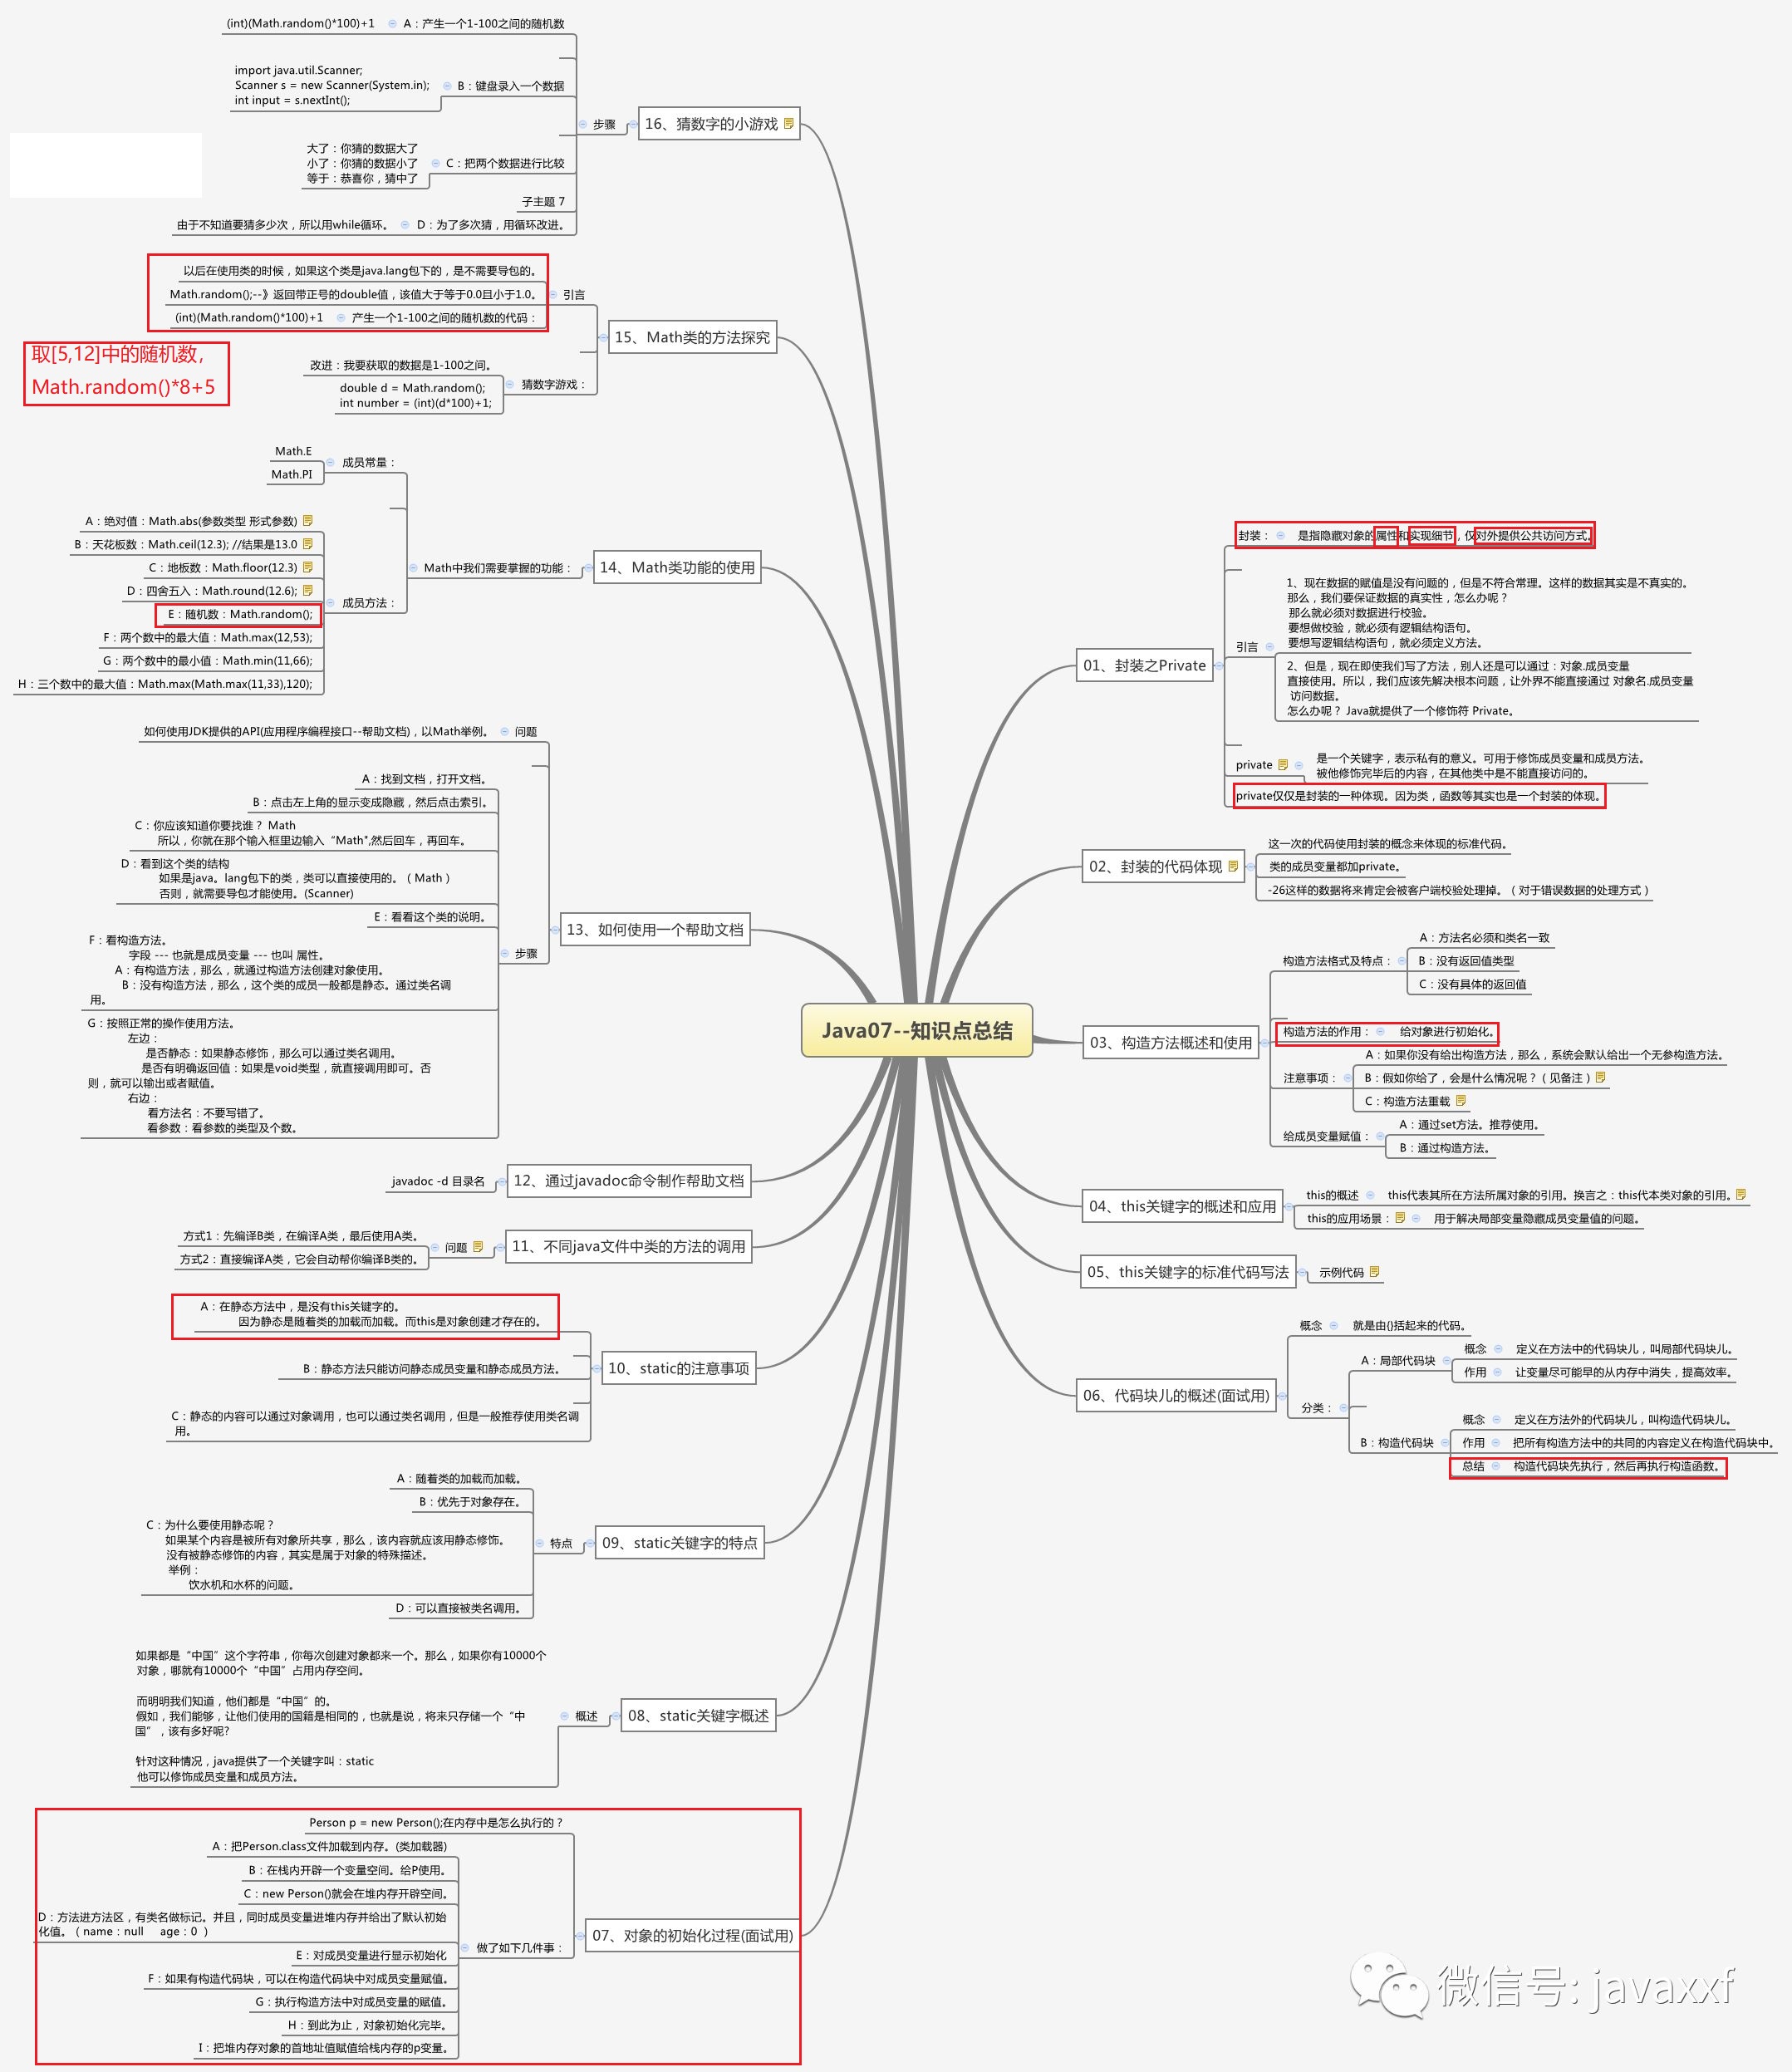 Java07--知识点总结
01、封装之Private
封装：
是指隐藏对象的属性和实现细节，仅对外提供公共访问方式。
引言
1、现在数据的赋值是没有问题的，但是不符合常理。这样的数据其实是不真实的。
那么，我们要保证数据的真实性，怎么办呢？
那么就必须对数据进行校验。
要想做校验，就必须有逻辑结构语句。
要想写逻辑结构语句，就必须定义方法。
2、但是，现在即使我们写了方法，别人还是可以通过：对象.成员变量
直接使用。所以，我们应该先解决根本问题，让外界不能直接通过 对象名.成员变量
访问数据。
怎么办呢？ Java就提供了一个修饰符 Private。
private
是一个关键字，表示私有的意义。可用于修饰成员变量和成员方法。
被他修饰完毕后的内容，在其他类中是不能直接访问的。
private仅仅是封装的一种体现。因为类，函数等其实也是一个封装的体现。
02、封装的代码体现
这一次的代码使用封装的概念来体现的标准代码。
类的成员变量都加private。
-26这样的数据将来肯定会被客户端校验处理掉。（对于错误数据的处理方式）
03、构造方法概述和使用
构造方法格式及特点：
A：方法名必须和类名一致
B：没有返回值类型
C：没有具体的返回值
构造方法的作用：
给对象进行初始化。
注意事项：
A：如果你没有给出构造方法，那么，系统会默认给出一个无参构造方法。
B：假如你给了，会是什么情况呢？（见备注）
C：构造方法重载
给成员变量赋值：
A：通过set方法。推荐使用。
B：通过构造方法。
04、this关键字的概述和应用
this的概述
this代表其所在方法所属对象的引用。换言之：this代本类对象的引用。
this的应用场景：
用于解决局部变量隐藏成员变量值的问题。
05、this关键字的标准代码写法
示例代码
06、代码块儿的概述(面试用)
概念
就是由{}括起来的代码。
分类：
A：局部代码块
概念
定义在方法中的代码块儿，叫局部代码块儿。
作用
让变量尽可能早的从内存中消失，提高效率。
B：构造代码块
概念
定义在方法外的代码块儿，叫构造代码块儿。
作用
把所有构造方法中的共同的内容定义在构造代码块中。
总结
构造代码块先执行，然后再执行构造函数。
16、猜数字的小游戏
步骤
A：产生一个1-100之间的随机数
(int)(Math.random()*100)+1
B：键盘录入一个数据
import java.util.Scanner;
Scanner s = new Scanner(System.in);
int input = s.nextInt();
C：把两个数据进行比较
大了：你猜的数据大了
小了：你猜的数据小了
等于：恭喜你，猜中了
子主题 7
D：为了多次猜，用循环改进。
由于不知道要猜多少次，所以用while循环。
15、Math类的方法探究
引言
以后在使用类的时候，如果这个类是java.lang包下的，是不需要导包的。
Math.random();--》返回带正号的double值，该值大于等于0.0且小于1.0。
产生一个1-100之间的随机数的代码：
(int)(Math.random()*100)+1
取[5,12]中的随机数，
Math.random()*8+5
猜数字游戏：
改进：我要获取的数据是1-100之间。
double d = Math.random();
int number = (int)(d*100)+1;
14、Math类功能的使用
Math中我们需要掌握的功能：
成员常量：
Math.E
Math.PI
成员方法：
A：绝对值：Math.abs(参数类型 形式参数)
B：天花板数：Math.ceil(12.3); //结果是13.0
C：地板数：Math.floor(12.3)
D：四舍五入：Math.round(12.6);
E：随机数：Math.random();
F：两个数中的最大值：Math.max(12,53);
G：两个数中的最小值：Math.min(11,66);
H：三个数中的最大值：Math.max(Math.max(11,33),120);
13、如何使用一个帮助文档
问题
如何使用JDK提供的API(应用程序编程接口--帮助文档)，以Math举例。
步骤
A：找到文档，打开文档。
B：点击左上角的显示变成隐藏，然后点击索引。
C：你应该知道你要找谁？ Math
所以，你就在那个输入框里边输入“Math",然后回车，再回车。
D：看到这个类的结构
如果是java。lang包下的类，类可以直接使用的。（ Math ）
否则，就需要导包才能使用。(Scanner)
E：看看这个类的说明。
F：看构造方法。
字段 --- 也就是成员变量 --- 也叫 属性。
A：有构造方法，那么，就通过构造方法创建对象使用。
B：没有构造方法，那么，这个类的成员一般都是静态。通过类名调
用。
G：按照正常的操作使用方法。
左边：
是否静态：如果静态修饰，那么可以通过类名调用。
是否有明确返回值：如果是void类型，就直接调用即可。否
则，就可以输出或者赋值。
右边：
看方法名：不要写错了。
看参数：看参数的类型及个数。
12、通过javadoc命令制作帮助文档
javadoc -d 目录名
11、不同java文件中类的方法的调用
问题
方式1：先编译B类，在编译A类，最后使用A类。
方式2：直接编译A类，它会自动帮你编译B类的。
10、static的注意事项
A：在静态方法中，是没有this关键字的。
因为静态是随着类的加载而加载。而this是对象创建才存在的。
B：静态方法只能访问静态成员变量和静态成员方法。
C：静态的内容可以通过对象调用，也可以通过类名调用，但是一般推荐使用类名调
用。
09、static关键字的特点
特点
A：随着类的加载而加载。
B：优先于对象存在。
C：为什么要使用静态呢？
如果某个内容是被所有对象所共享，那么，该内容就应该用静态修饰。
没有被静态修饰的内容，其实是属于对象的特殊描述。
举例：
饮水机和水杯的问题。
D：可以直接被类名调用。
08、static关键字概述
概述
如果都是“中国”这个字符串，你每次创建对象都来一个。那么，如果你有10000个
对象，哪就有10000个“中国”占用内存空间。
而明明我们知道，他们都是“中国”的。
假如，我们能够，让他们使用的国籍是相同的，也就是说，将来只存储一个“中
国”，该有多好呢?
针对这种情况，java提供了一个关键字叫：static
他可以修饰成员变量和成员方法。
07、对象的初始化过程(面试用)
Person p = new Person();在内存中是怎么执行的？
做了如下几件事：
A：把Person.class文件加载到内存。(类加载器)
B：在栈内开辟一个变量空间。给P使用。
C：new Person()就会在堆内存开辟空间。
D：方法进方法区，有类名做标记。并且，同时成员变量进堆内存并给出了默认初始
化值。（ name：null age：0 ）
E：对成员变量进行显示初始化
F：如果有构造代码块，可以在构造代码块中对成员变量赋值。
G：执行构造方法中对成员变量的赋值。
H：到此为止，对象初始化完毕。
I：把堆内存对象的首地址值赋值给栈内存的p变量。
微信号: javaxxf